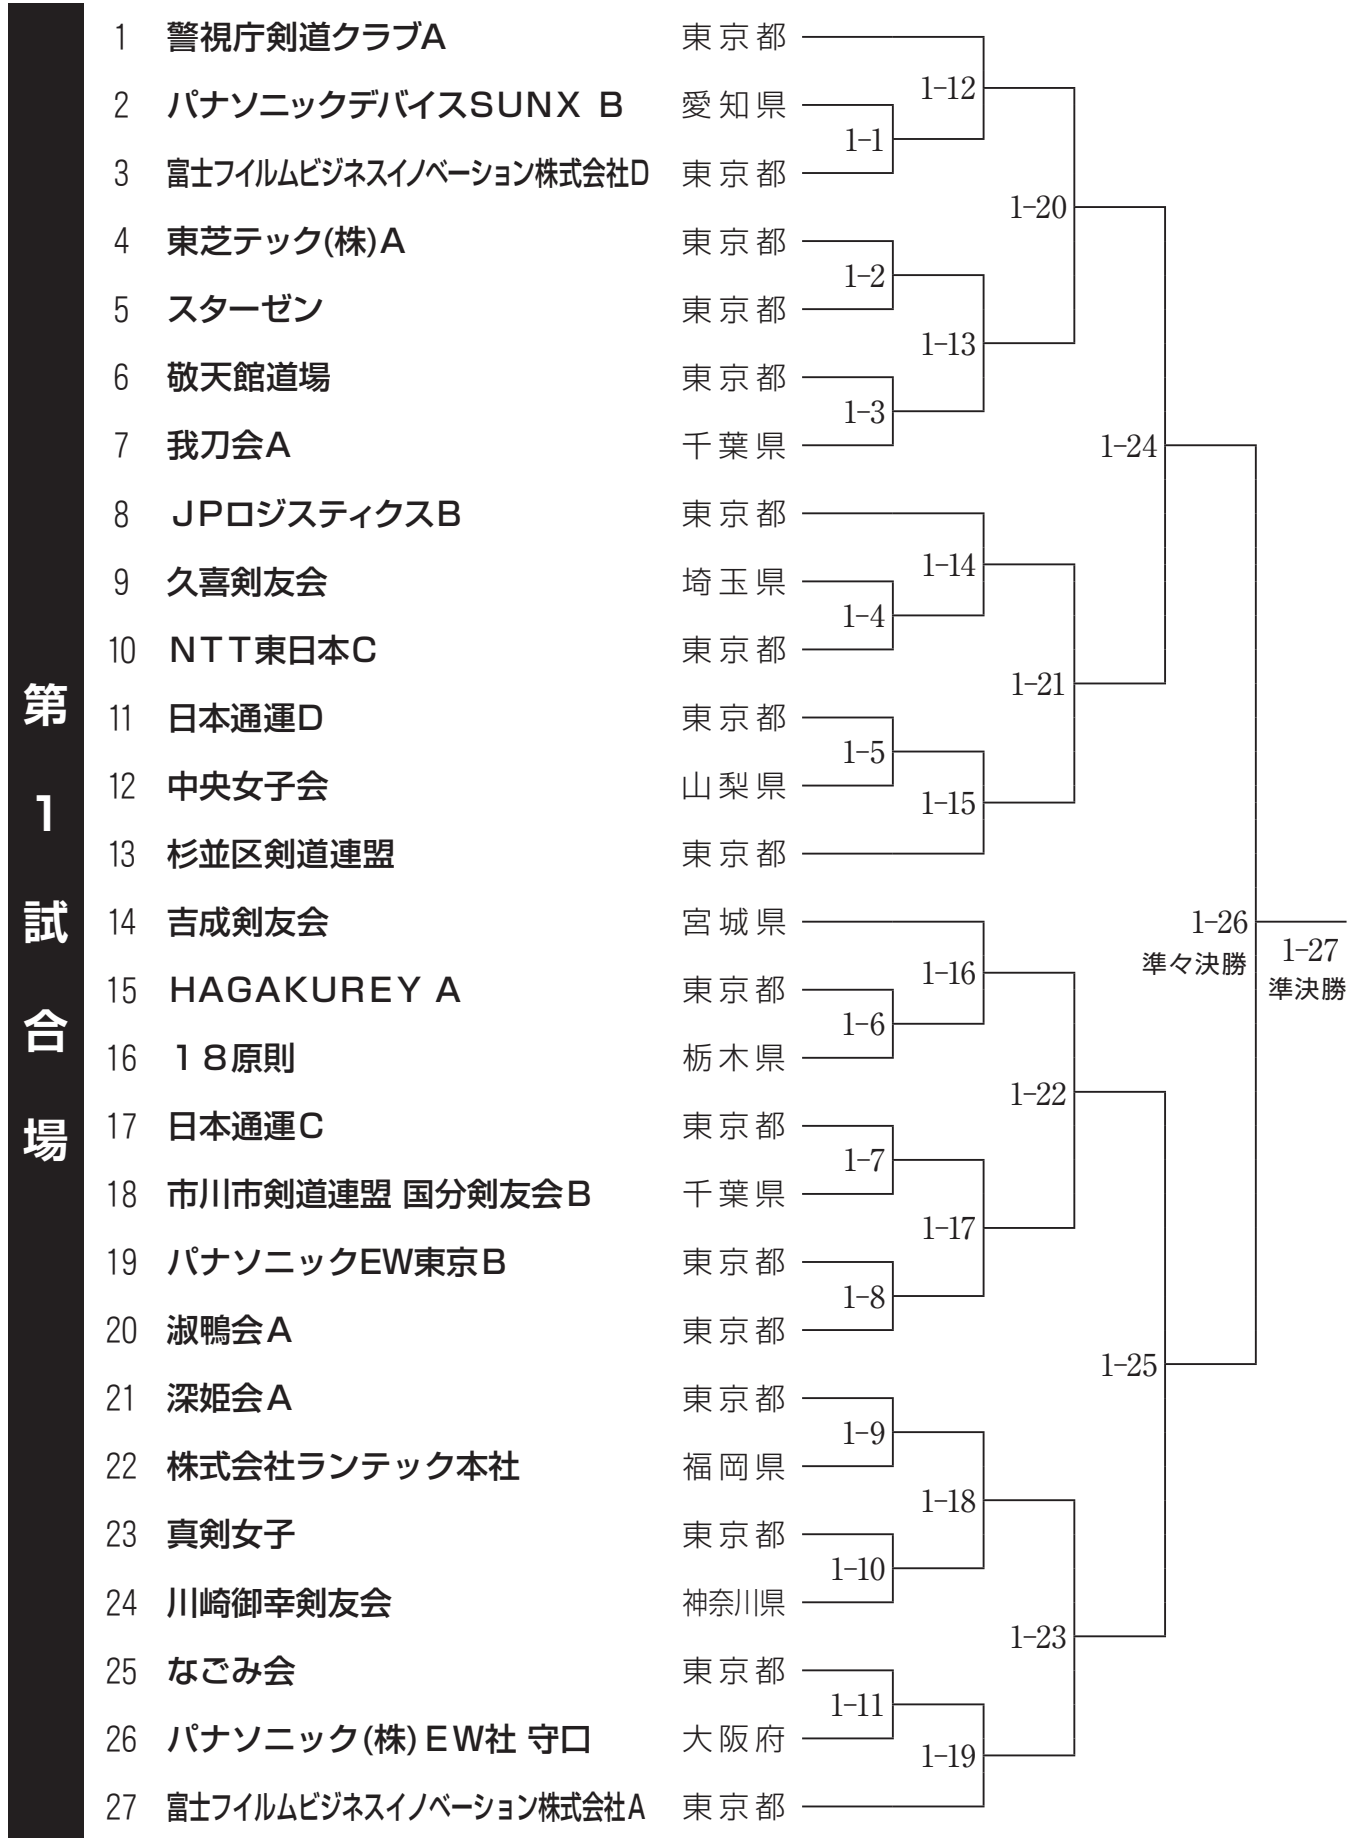 第1試合場
1 警視庁剣道クラブA 東京都
2 パナソニックデバイスSUNX B 愛知県
3 富士フイルムビジネスイノベーション株式会社D 東京都
4 東芝テック(株)A 東京都
5 スターゼン 東京都
6 敬天館道場 東京都
7 我刀会A 千葉県
8 JPロジスティクスB 東京都
9 久喜剣友会 埼玉県
10 NTT東日本C 東京都
11 日本通運D 東京都
12 中央女子会 山梨県
13 杉並区剣道連盟 東京都
14 吉成剣友会 宮城県
15 HAGAKUREY A 東京都
16 18原則 栃木県
17 日本通運C 東京都
18 市川市剣道連盟 国分剣友会B 千葉県
19 パナソニックEW東京B 東京都
20 淑鴨会A 東京都
21 深姫会A 東京都
22 株式会社ランテック本社 福岡県
23 真剣女子 東京都
24 川崎御幸剣友会 神奈川県
25 なごみ会 東京都
26 パナソニック(株)EW社 守口 大阪府
27 富士フイルムビジネスイノベーション株式会社A 東京都
1-1
1-2
1-3
1-4
1-5
1-6
1-7
1-8
1-9
1-10
1-11
1-12
1-13
1-14
1-15
1-16
1-17
1-18
1-19
1-20
1-21
1-22
1-23
1-24
1-25
1-26
準々決勝
1-27
準決勝